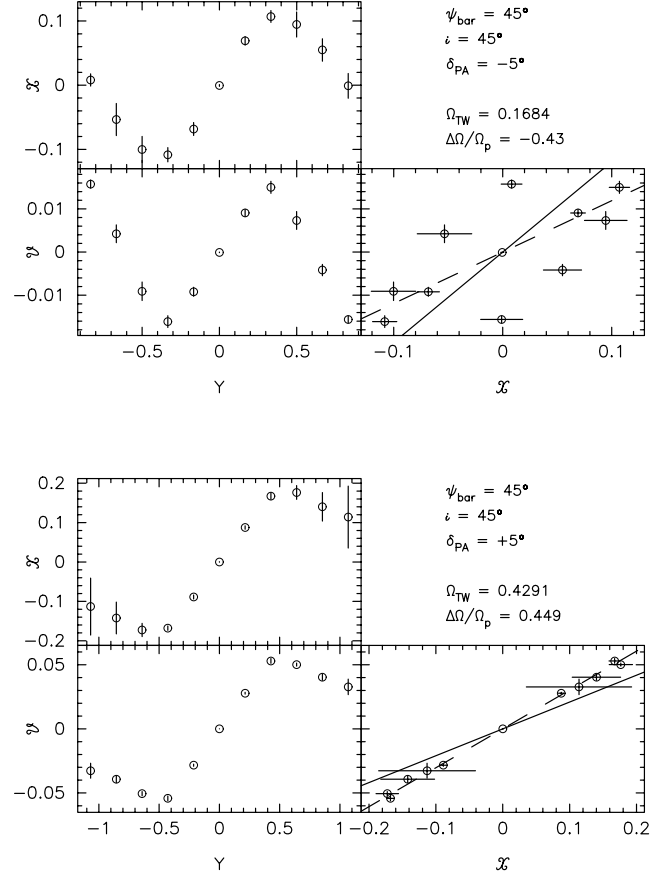 ψbar = 45°
i = 45°
δPA = −5°
ΩTW = 0.1684
ΔΩ/Ωp = −0.43
0.1
0
−0.1
𝒳
0.01
0
−0.01
𝒱
−0.5 0 0.5
Y
−0.1 0 0.1
𝒳
ψbar = 45°
i = 45°
δPA = +5°
ΩTW = 0.4291
ΔΩ/Ωp = 0.449
0.2
0.1
0
−0.1
−0.2
𝒳
0.05
0
−0.05
𝒱
−1 −0.5 0 0.5 1
Y
−0.2 −0.1 0 0.1 0.2
𝒳